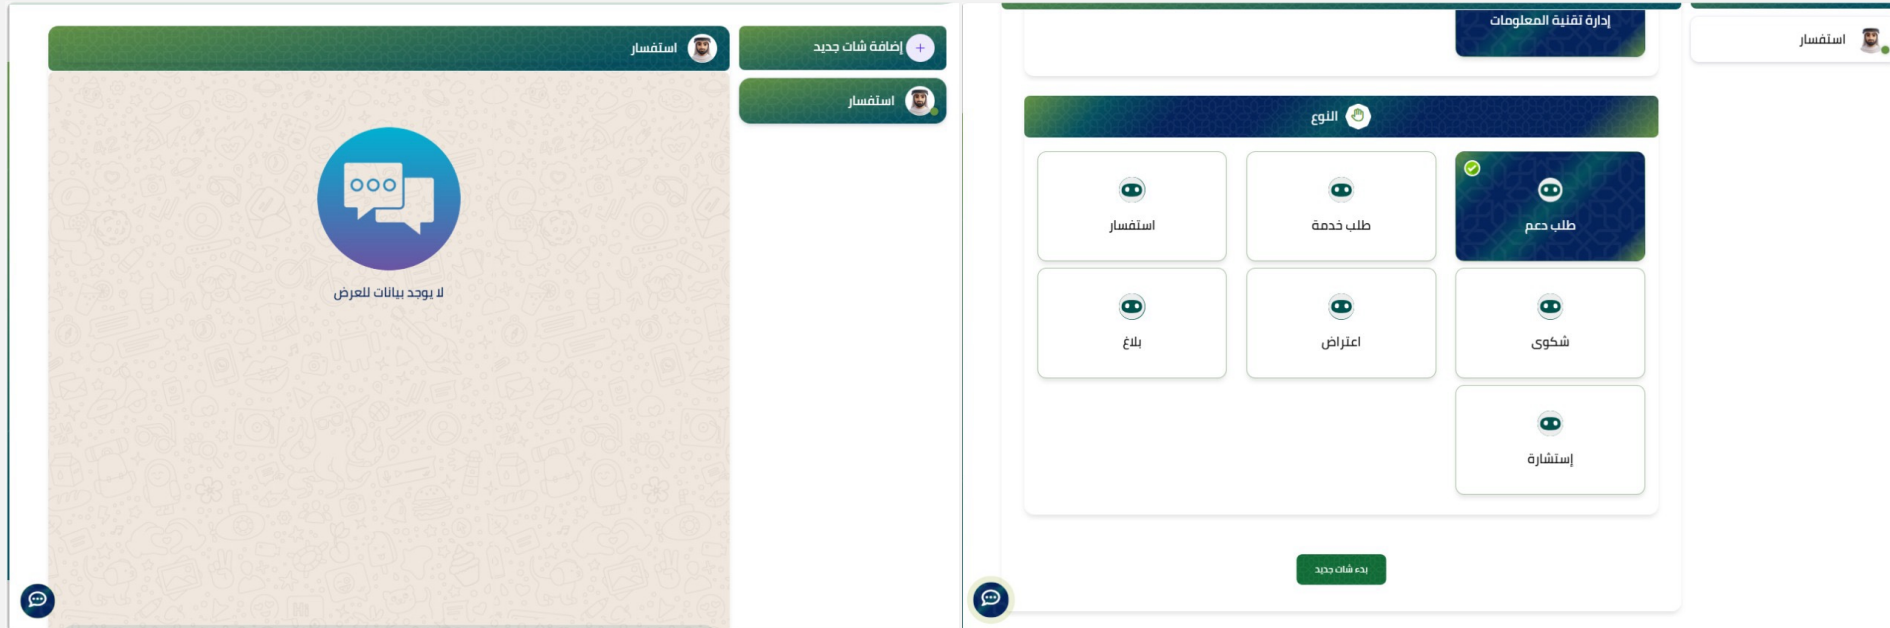 إدارة تقنية المعلومات
استفسار
النوع
طلب دعم
طلب خدمة
استفسار
شكوى
اعتراض
بلاغ
إستشارة
بدء شات جديد
إضافة شات جديد
استفسار
استفسار
لا يوجد بيانات للعرض